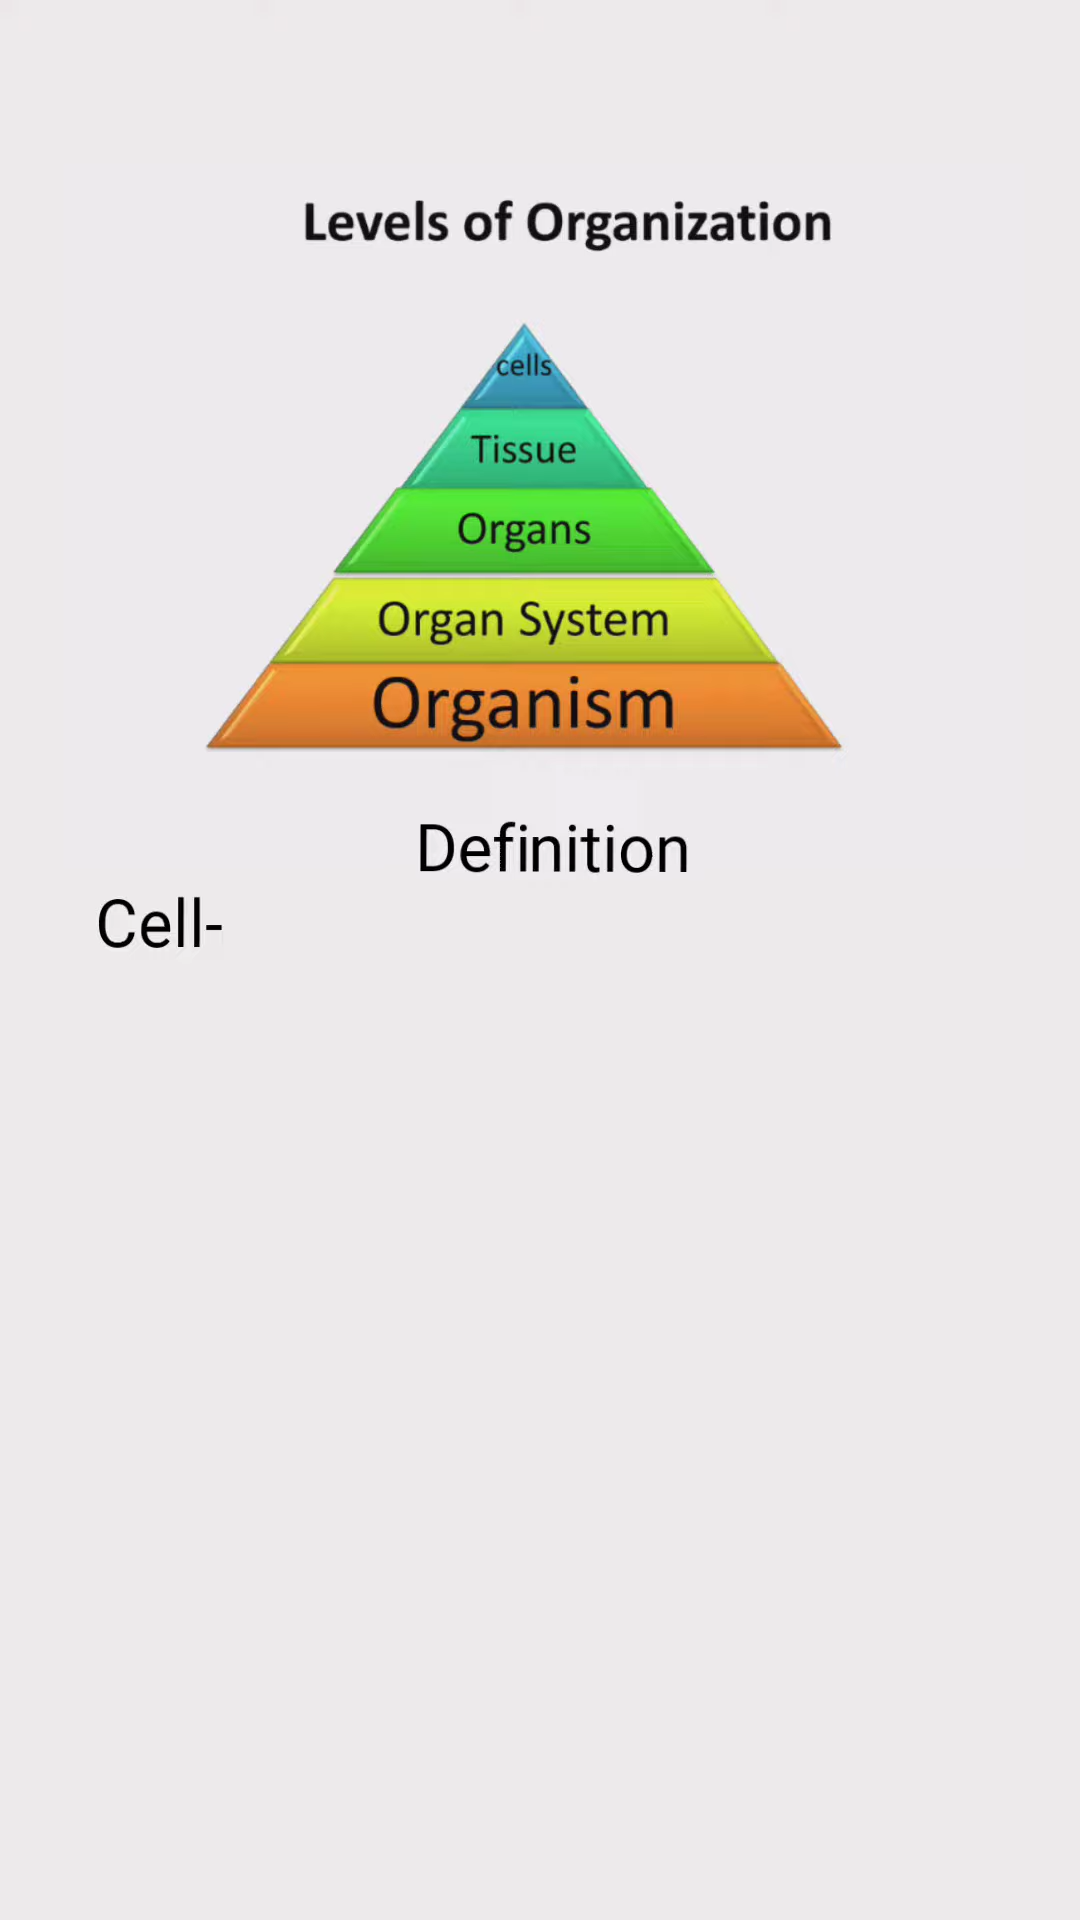 Levels of Organization
cells
Tissue
Organs
Organ System
Organism
Definition
Cell-